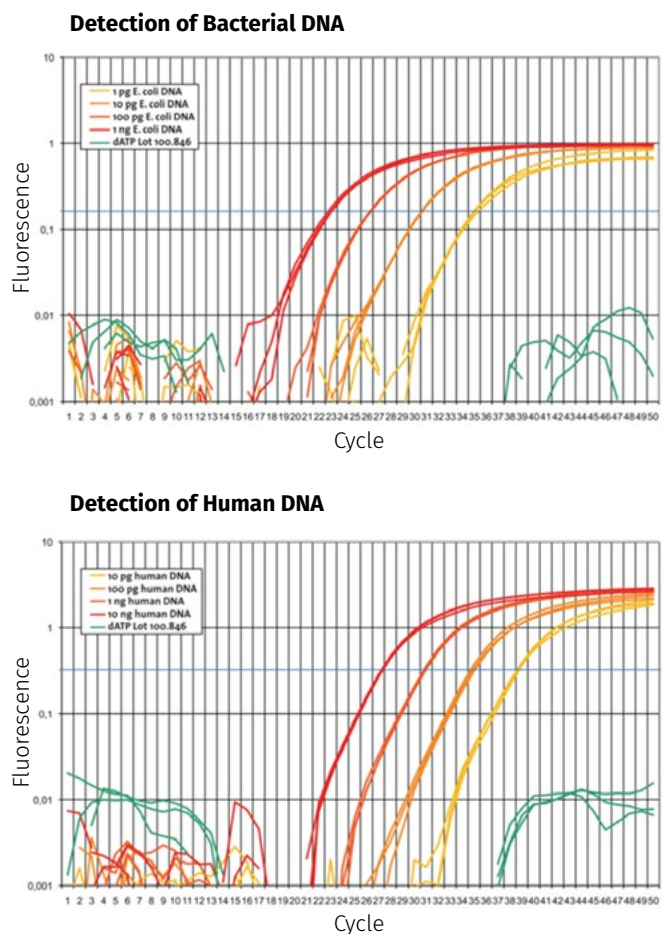 Detection of Bacterial DNA
10
1 pg E. coli DNA
10 pg E. coli DNA
100 pg E. coli DNA
1 ng E. coli DNA
dATP Lot 100.846
1
0,1
0,01
0,001
Fluorescence
1 2 3 4 5 6 7 8 9 10 11 12 13 14 15 16 17 18 19 20 21 22 23 24 25 26 27 28 29 30 31 32 33 34 35 36 37 38 39 40 41 42 43 44 45 46 47 48 49 50
Cycle
Detection of Human DNA
10
10 pg human DNA
100 pg human DNA
1 ng human DNA
10 ng human DNA
dATP Lot 100.846
1
0,1
0,01
0,001
Fluorescence
1 2 3 4 5 6 7 8 9 10 11 12 13 14 15 16 17 18 19 20 21 22 23 24 25 26 27 28 29 30 31 32 33 34 35 36 37 38 39 40 41 42 43 44 45 46 47 48 49 50
Cycle